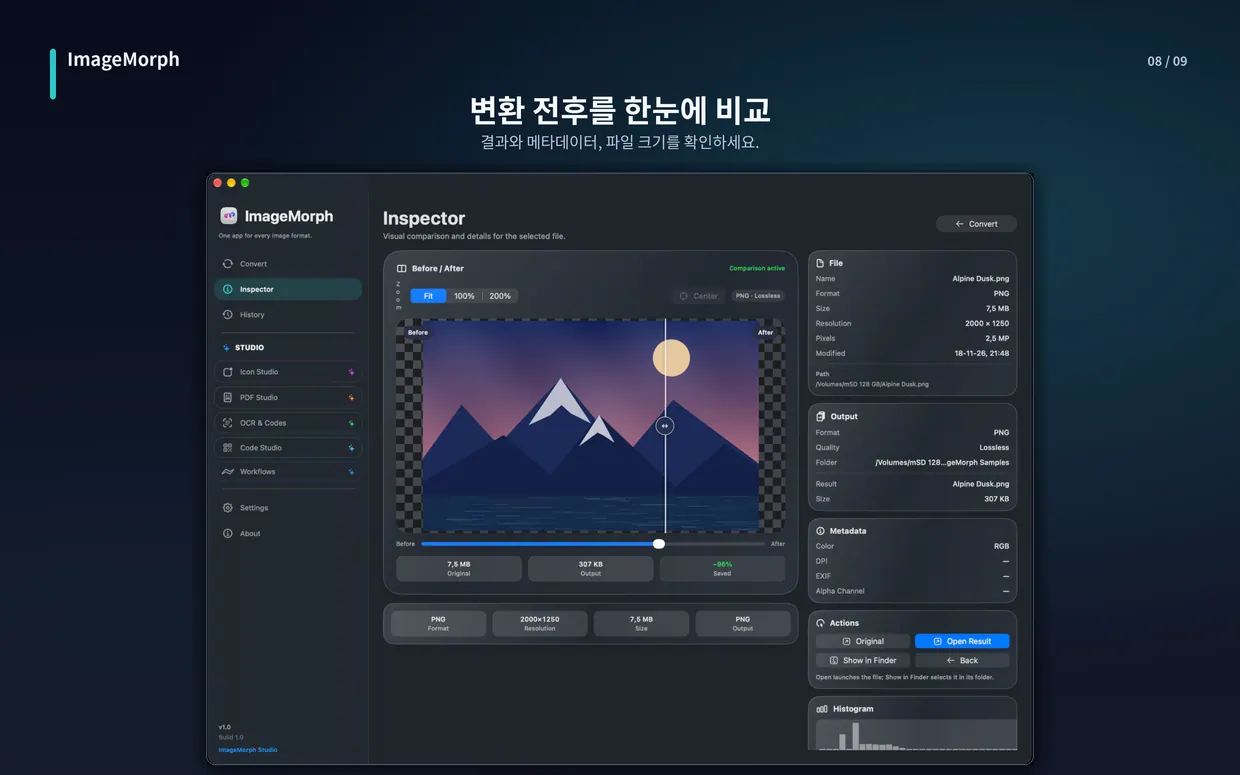 ImageMorph
08 / 09
변환 전후를 한눈에 비교
결과와 메타데이터, 파일 크기를 확인하세요.
ImageMorph
One app for every image format.
Convert
Inspector
History
STUDIO
Icon Studio
PDF Studio
OCR & Codes
Code Studio
Workflows
Settings
About
v1.0
Build 1.0
ImageMorph Studio
Inspector
Visual comparison and details for the selected file.
Convert
Before / After
Comparison active
Zoom
Fit
100%
200%
Center
PNG · Lossless
Before
After
Before
After
7,5 MB
Original
307 KB
Output
−96%
Saved
PNG
Format
2000×1250
Resolution
7,5 MB
Size
PNG
Output
File
Name Alpine Dusk.png
Format PNG
Size 7,5 MB
Resolution 2000 × 1250
Pixels 2,5 MP
Modified 18-11-26, 21:48
Path
/Volumes/mSD 128 GB/Alpine Dusk.png
Output
Format PNG
Quality Lossless
Folder /Volumes/mSD 128...geMorph Samples
Result Alpine Dusk.png
Size 307 KB
Metadata
Color RGB
DPI —
EXIF —
Alpha Channel —
Actions
Original
Open Result
Show in Finder
Back
Open launches the file; Show in Finder selects it in its folder.
Histogram